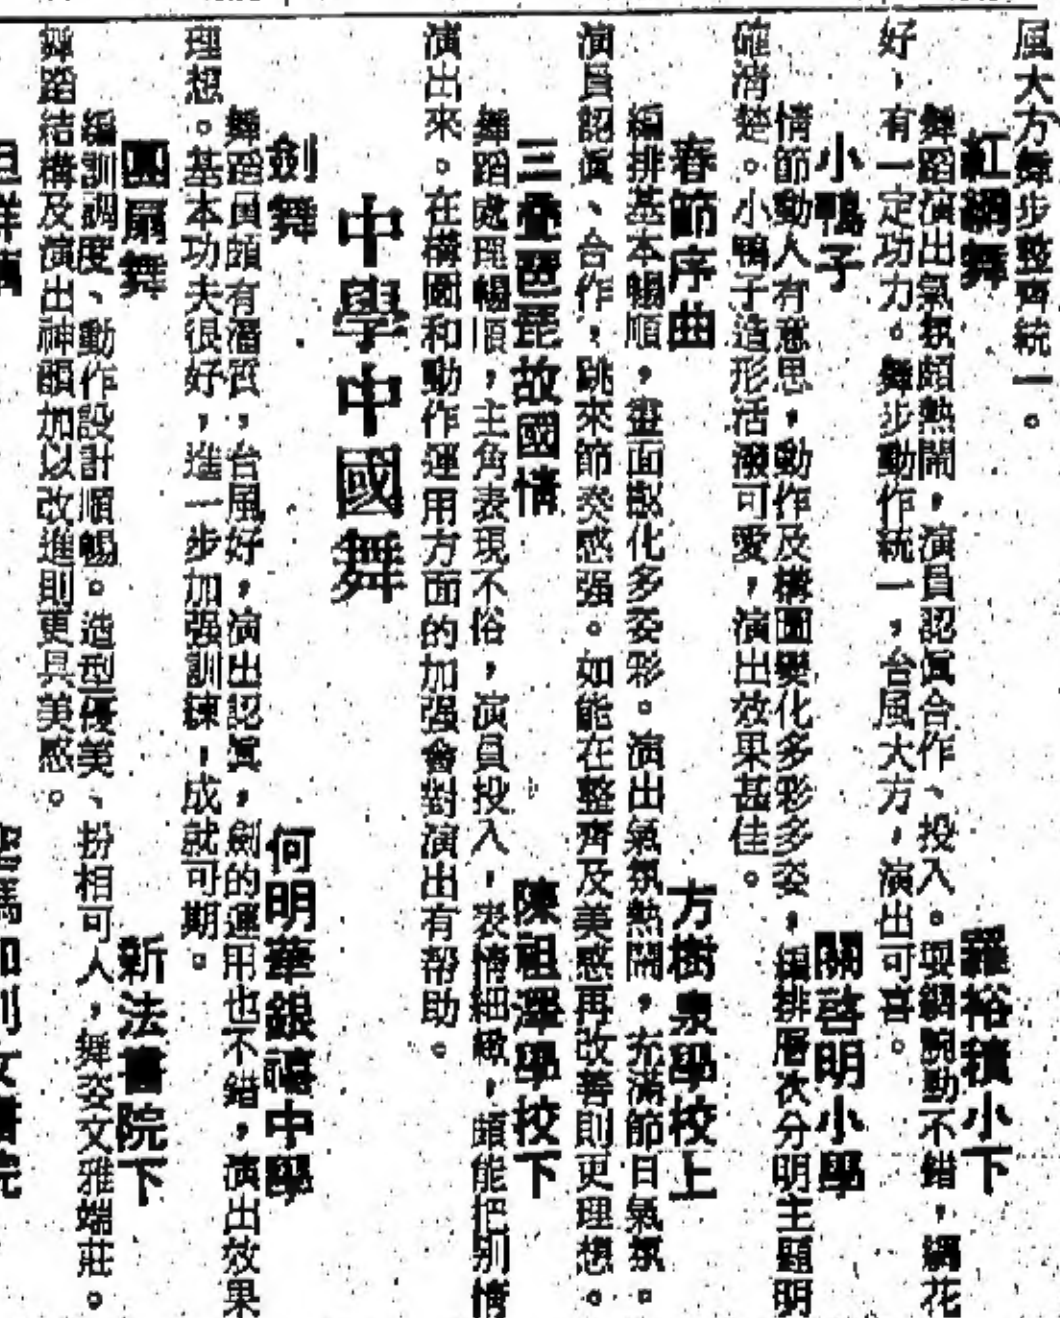 風大方舞步整齊統一。
紅綢舞 羅裕積小下
舞蹈演出氣氛頗熱鬧，演員認眞合作、投入。耍綢腕動不錯，綢花
好，有一定功力。舞步動作統一，台風大方，演出可喜。
小鴨子 關啓明小學
情節動人有意思，動作及構圖變化多彩多姿，編排層次分明主題明
確清楚。小鴨子造形活潑可愛，演出效果甚佳。
春節序曲 方樹泉學校上
編排基本暢順，畫面變化多姿彩。演出氣氛熱鬧，充滿節日氣氛。
演員認眞、合作，跳來節奏感强。如能在整齊及美感再改善則更理想。
三叠琵琶故國情 陳祖澤學校下
舞蹈處理暢順，主角表現不俗，演員投入，表情細緻，頗能把別情
演出來。在構圖和動作運用方面的加强會對演出有帮助。
中學中國舞
劍舞 何明華銀禧中學
舞蹈員頗有潛質，台風好，演出認眞，劍的運用也不錯，演出效果
理想。基本功夫很好，進一步加强訓練，成就可期。
圓扇舞 新法書院下
編訓調度、動作設計順暢。造型優美、扮相可人，舞姿文雅端莊。
舞蹈結構及演出神韻加以改進則更具美感。